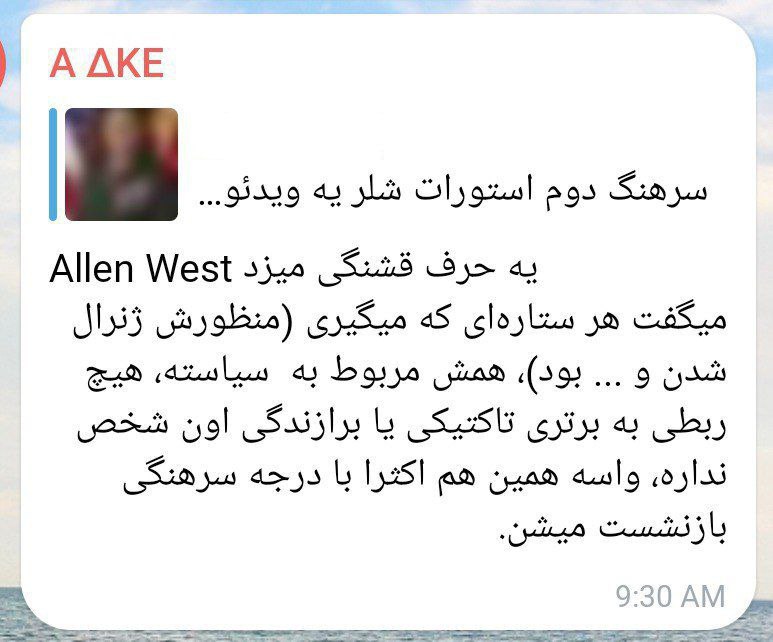 A ΔKE
سرهنگ دوم استورات شلر یه ویدئو...
Allen West یه حرف قشنگی میزد
میگفت هر ستاره‌ای که میگیری (منظورش ژنرال
شدن و ... بود)، همش مربوط به  سیاسته، هیچ
ربطی به برتری تاکتیکی یا برازندگی اون شخص
نداره، واسه همین هم اکثرا با درجه سرهنگی
بازنشست میشن.
9:30 AM